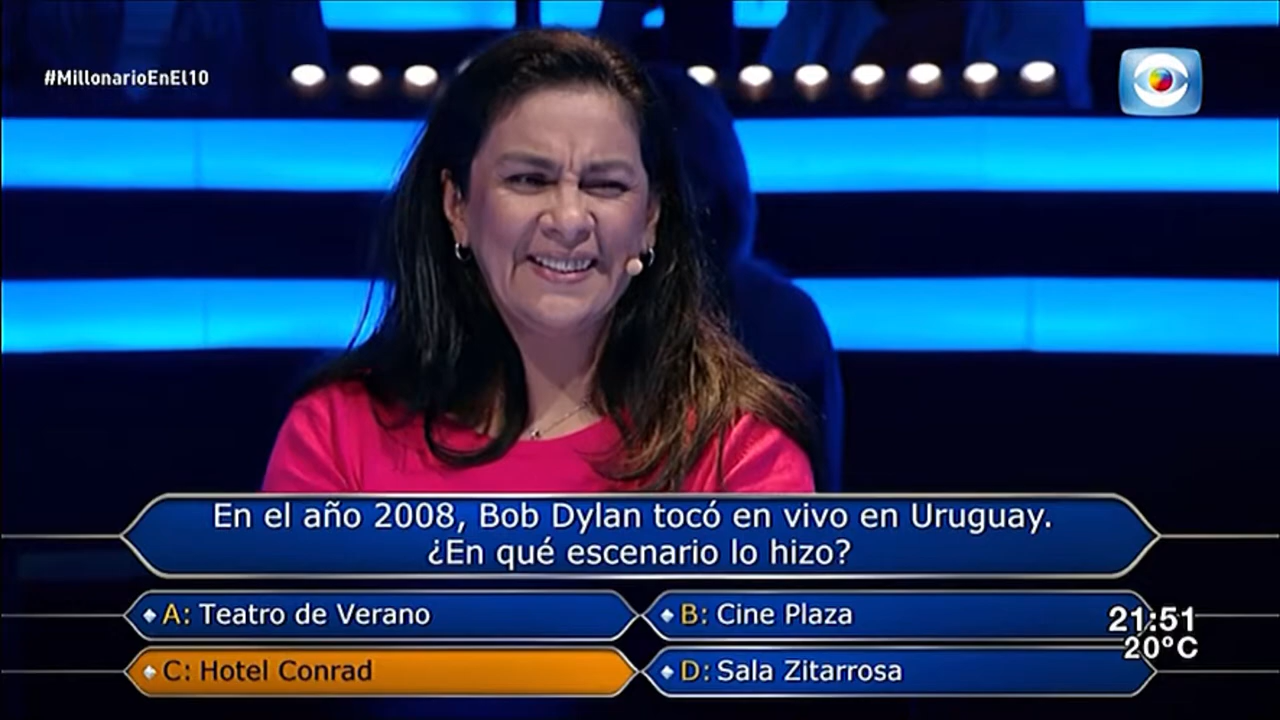 #MillonarioEnEl10
En el año 2008, Bob Dylan tocó en vivo en Uruguay.
¿En qué escenario lo hizo?
A: Teatro de Verano
B: Cine Plaza
C: Hotel Conrad
D: Sala Zitarrosa
21:51
20ºC